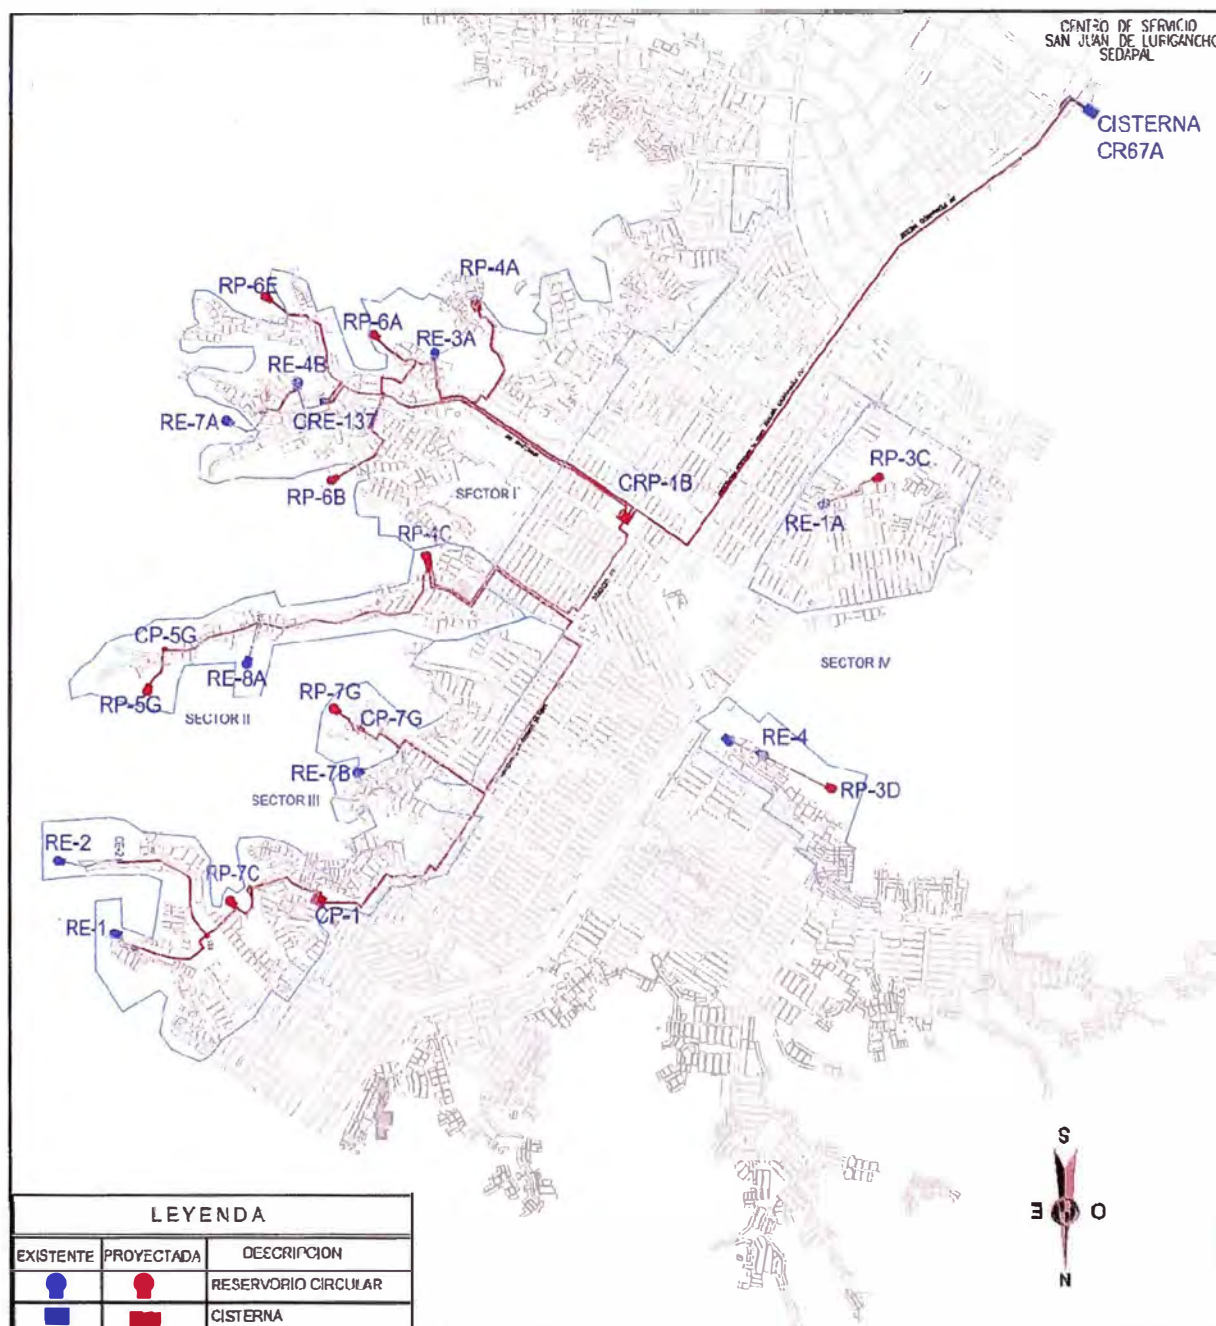 CENTRO DE SERVICIO
SAN JUAN DE LURIGANCHO
SEDAPAL
CISTERNA
CR67A
RP-4A
RP-6E
RP-6A
RE-3A
RE-4B
RE-7A
CRE-137
RP-3C
CRP-1B
RP-6B
SECTOR I
RE-1A
RP-4C
CP-5G
RE-8A
SECTOR IV
RP-5G
SECTOR II
RP-7G
CP-7G
RE-4
RE-7B
RP-3D
SECTOR III
RE-2
CE-2
RP-7C
CP-1
RE-1
S
E O
N
LEYENDA
EXISTENTE PROYECTADA DESCRIPCION
RESERVORIO CIRCULAR
CISTERNA